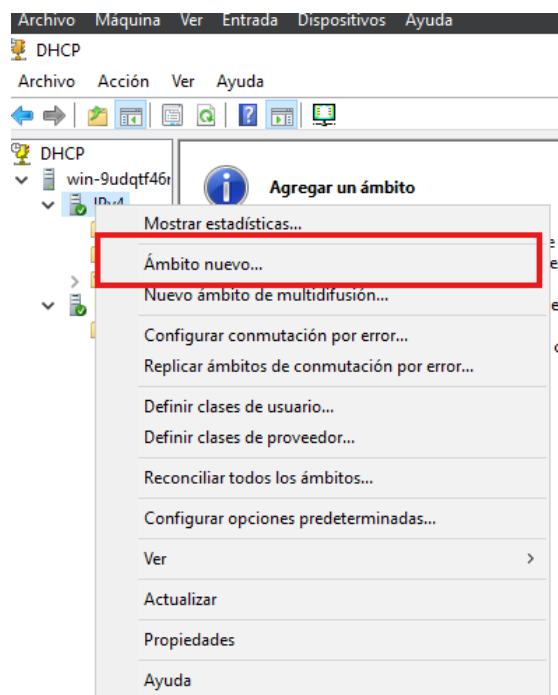 Archivo Máquina Ver Entrada Dispositivos Ayuda
DHCP
Archivo Acción Ver Ayuda
DHCP
win-9udqtf46r
IPv4
Agregar un ámbito
Mostrar estadísticas...
Ámbito nuevo...
Nuevo ámbito de multidifusión...
Configurar conmutación por error...
Replicar ámbitos de conmutación por error...
Definir clases de usuario...
Definir clases de proveedor...
Reconciliar todos los ámbitos...
Configurar opciones predeterminadas...
Ver
Actualizar
Propiedades
Ayuda